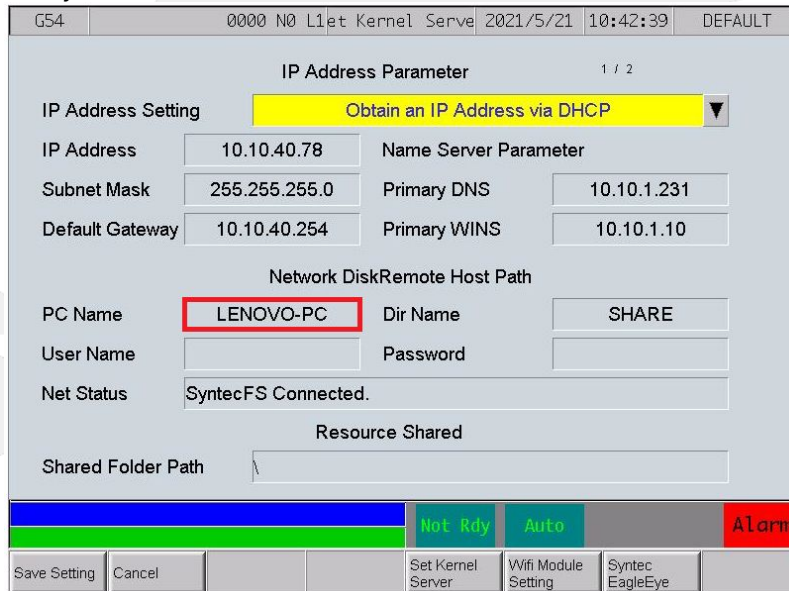 G54 0000 N0 L1et Kernel Serve 2021/5/21 10:42:39 DEFAULT
IP Address Parameter 1 / 2
IP Address Setting Obtain an IP Address via DHCP ▼
IP Address 10.10.40.78 Name Server Parameter
Subnet Mask 255.255.255.0 Primary DNS 10.10.1.231
Default Gateway 10.10.40.254 Primary WINS 10.10.1.10
Network DiskRemote Host Path
PC Name LENOVO-PC Dir Name SHARE
User Name Password
Net Status SyntecFS Connected.
Resource Shared
Shared Folder Path \
Not Rdy Auto Alarm
Save Setting Cancel Set Kernel Server Wifi Module Setting Syntec EagleEye